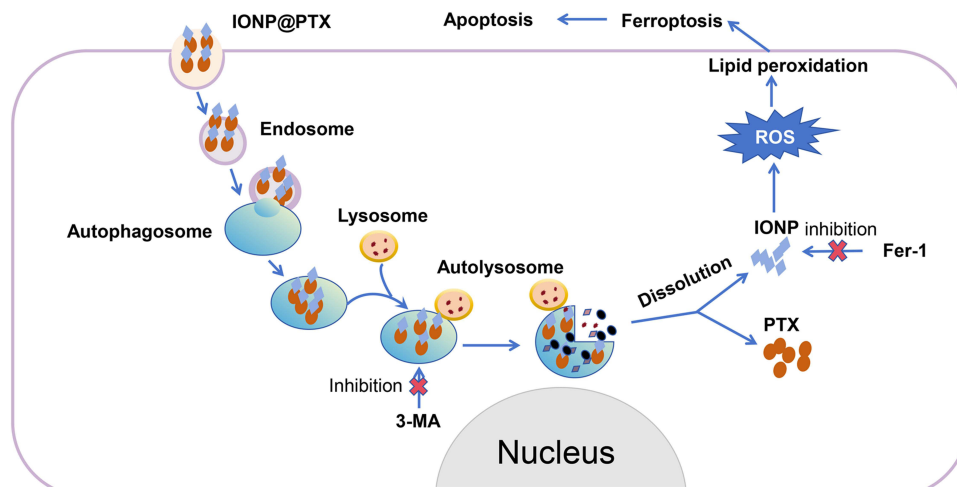 IONP@PTX
Apoptosis
Ferroptosis
Lipid peroxidation
Endosome
ROS
Autophagosome
Lysosome
IONP
inhibition
Fer-1
Autolysosome
Dissolution
PTX
Inhibition
3-MA
Nucleus